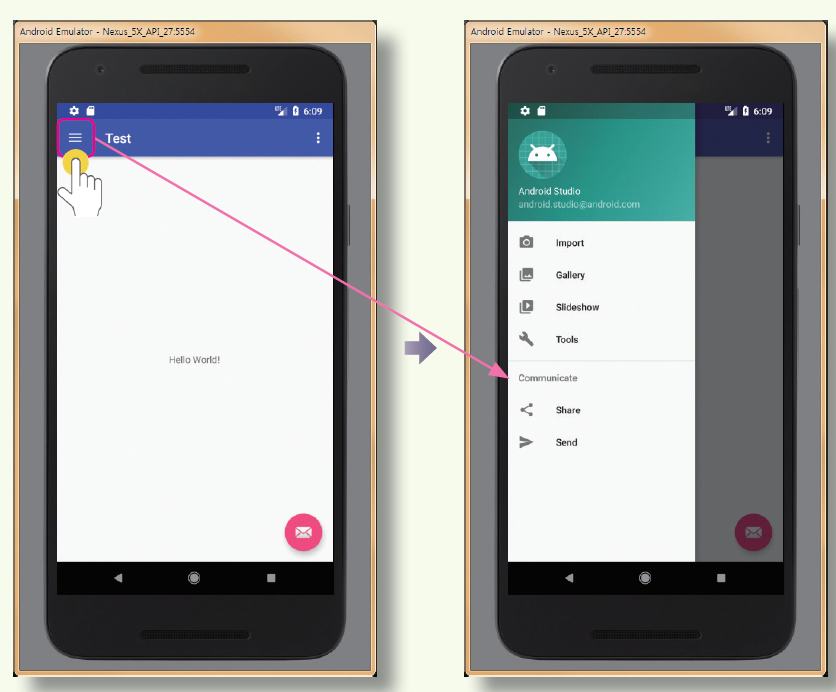 Android Emulator - Nexus_5X_API_27:5554
6:09
Test
Hello World!
Android Emulator - Nexus_5X_API_27:5554
6:09
Android Studio
android.studio@android.com
Import
Gallery
Slideshow
Tools
Communicate
Share
Send